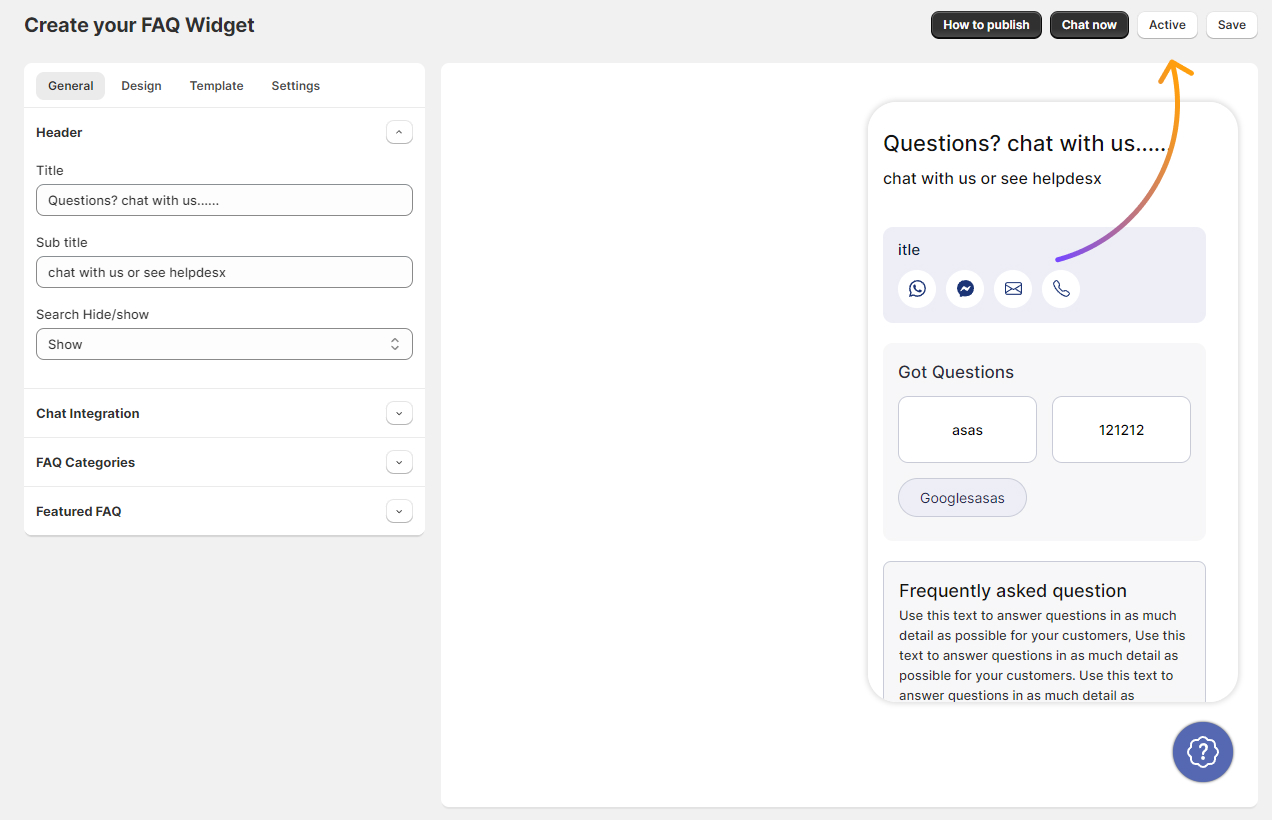 Create your FAQ Widget
How to publish
Chat now
Active
Save
General
Design
Template
Settings
Header
Title
Questions? chat with us......
Sub title
chat with us or see helpdesx
Search Hide/show
Show
Chat Integration
FAQ Categories
Featured FAQ
Questions? chat with us......
chat with us or see helpdesx
itle
Got Questions
asas
121212
Googlesasas
Frequently asked question
Use this text to answer questions in as much
detail as possible for your customers, Use this
text to answer questions in as much detail as
possible for your customers. Use this text to
answer questions in as much detail as
?